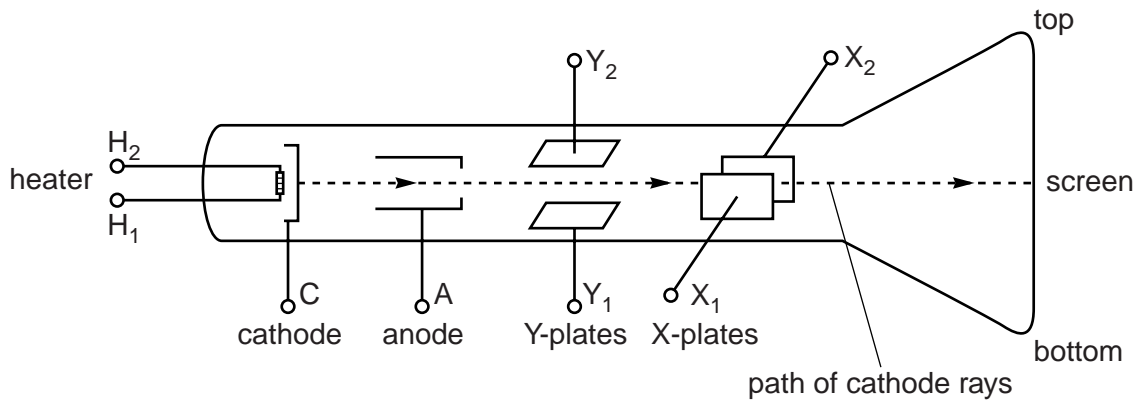 top
Y₂
X₂
H₂
heater
H₁
screen
C
A
Y₁
X₁
cathode
anode
Y-plates
X-plates
bottom
path of cathode rays